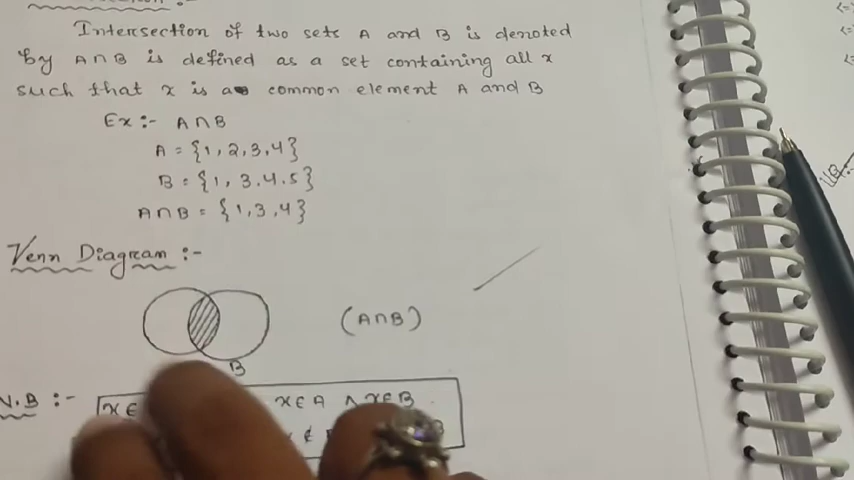 Intersection of two sets A and B is denoted
by A∩B is defined as a set containing all x
such that x is a common element A and B
Ex:- A∩B
A = {1,2,3,4}
B = {1, 3,4,5}
A∩B = {1,3,4}
Venn Diagram :-
(A∩B)
B
N.B :-
x∈
x∈A ∧ x∈B
∉
N.B:-